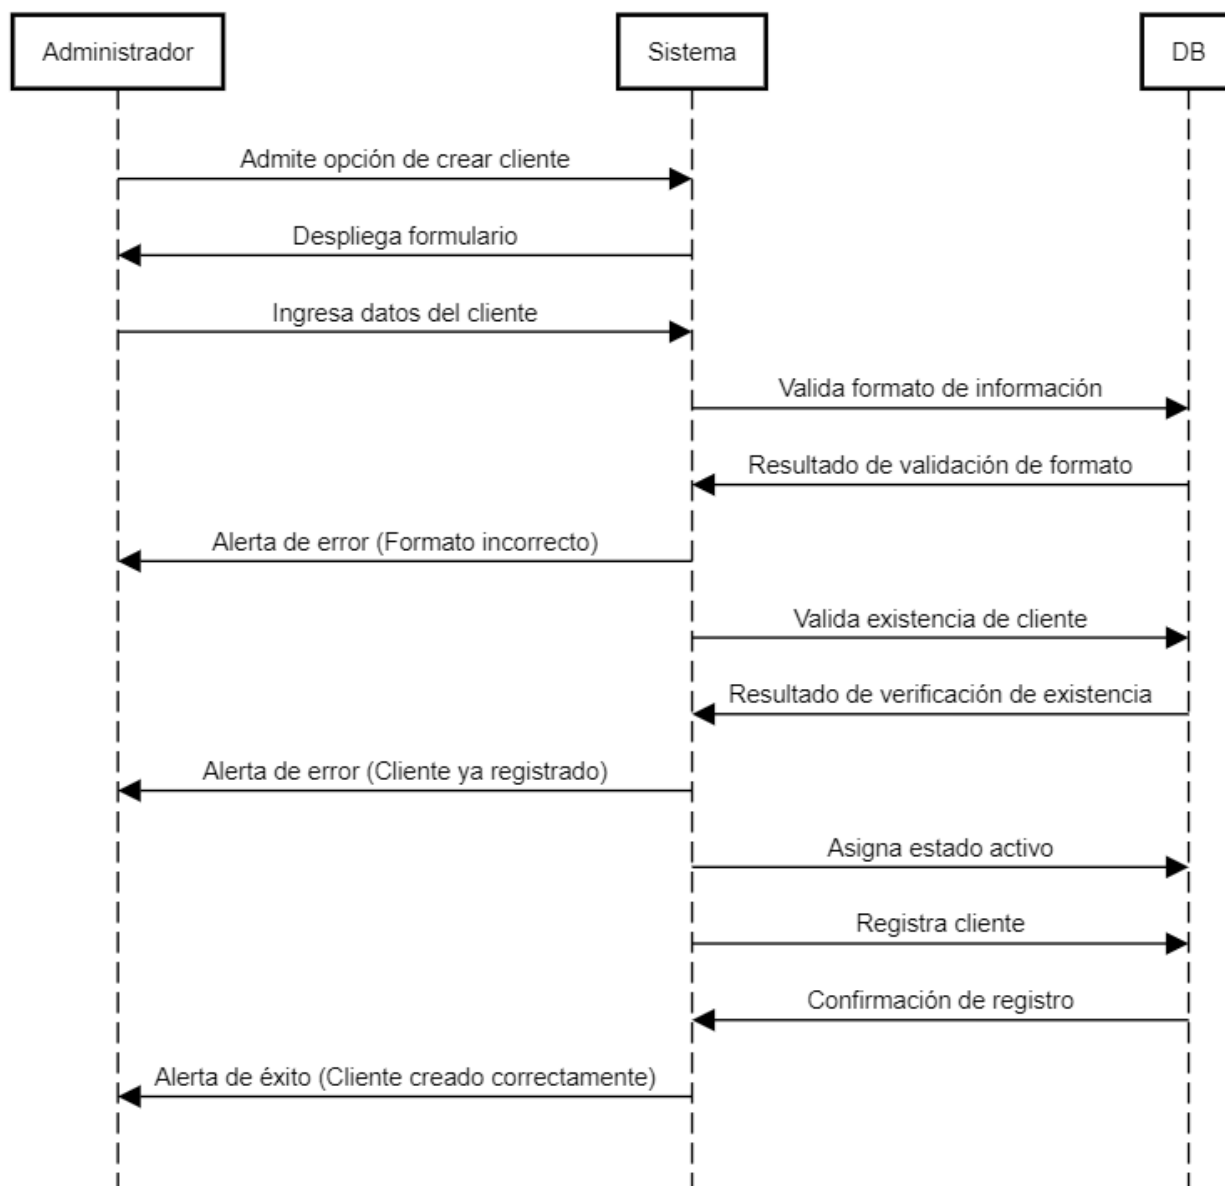 Administrador
Sistema
DB
Admite opción de crear cliente
Despliega formulario
Ingresa datos del cliente
Valida formato de información
Resultado de validación de formato
Alerta de error (Formato incorrecto)
Valida existencia de cliente
Resultado de verificación de existencia
Alerta de error (Cliente ya registrado)
Asigna estado activo
Registra cliente
Confirmación de registro
Alerta de éxito (Cliente creado correctamente)